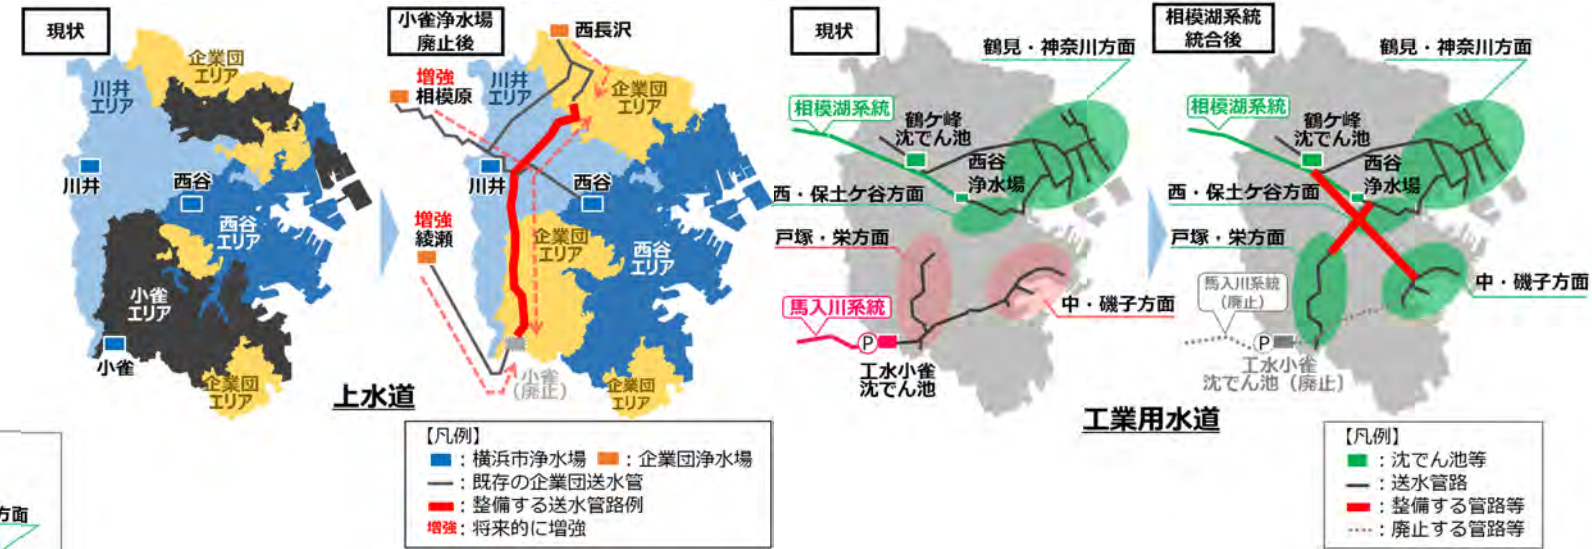 現状
企業団
エリア
川井
エリア
川井
西谷
西谷
エリア
小雀
エリア
小雀
企業団
エリア
小雀浄水場
廃止後
西長沢
増強
相模原
川井
エリア
企業団
エリア
川井
西谷
増強
綾瀬
企業団
エリア
西谷
エリア
小雀
(廃止)
企業団
エリア
上水道
【凡例】
:横浜市浄水場 :企業団浄水場
:既存の企業団送水管
:整備する送水管路例
増強:将来的に増強
現状
鶴見・神奈川方面
相模湖系統
鶴ケ峰
沈でん池
西谷
浄水場
西・保土ケ谷方面
戸塚・栄方面
馬入川系統
P
工水小雀
沈でん池
中・磯子方面
相模湖系統
統合後
鶴見・神奈川方面
相模湖系統
鶴ケ峰
沈でん池
西谷
浄水場
西・保土ケ谷方面
戸塚・栄方面
馬入川系統
(廃止)
P
工水小雀
沈でん池(廃止)
中・磯子方面
工業用水道
【凡例】
:沈でん池等
:送水管路
:整備する管路等
:廃止する管路等
方面